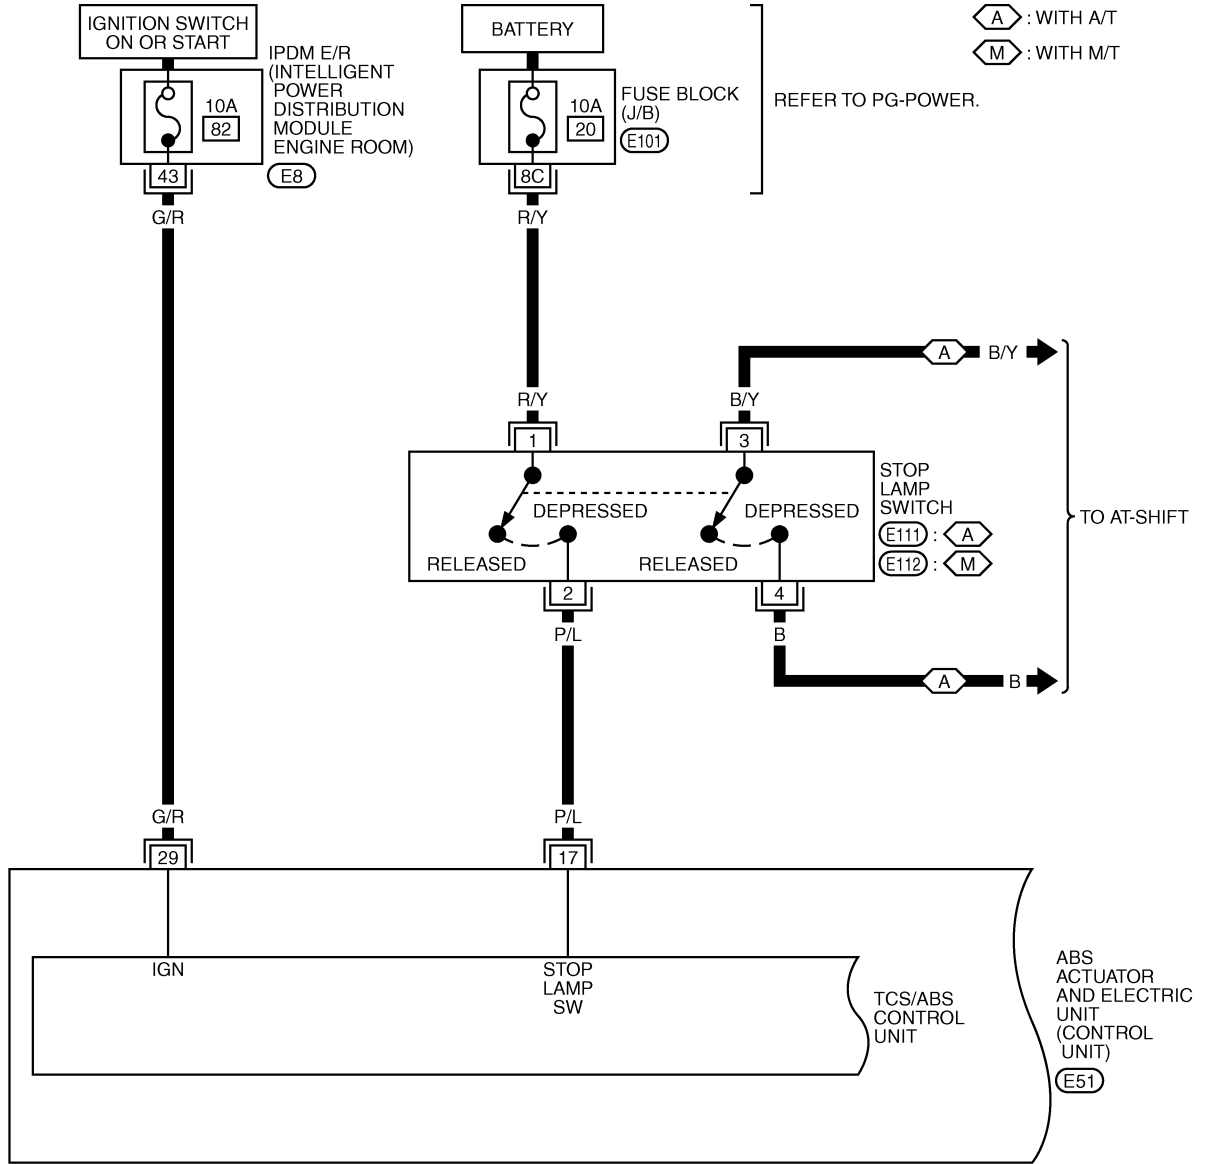 IGNITION SWITCH
ON OR START
BATTERY
A : WITH A/T
M : WITH M/T
IPDM E/R
(INTELLIGENT
POWER
DISTRIBUTION
MODULE
ENGINE ROOM)
E8
10A
82
43
FUSE BLOCK
(J/B)
E101
10A
20
8C
REFER TO PG-POWER.
G/R
R/Y
R/Y
B/Y
A
B/Y
1
3
STOP
LAMP
SWITCH
E111 : A
E112 : M
DEPRESSED
DEPRESSED
RELEASED
RELEASED
TO AT-SHIFT
2
4
P/L
B
A
B
G/R
P/L
29
17
IGN
STOP
LAMP
SW
TCS/ABS
CONTROL
UNIT
ABS
ACTUATOR
AND ELECTRIC
UNIT
(CONTROL
UNIT)
E51